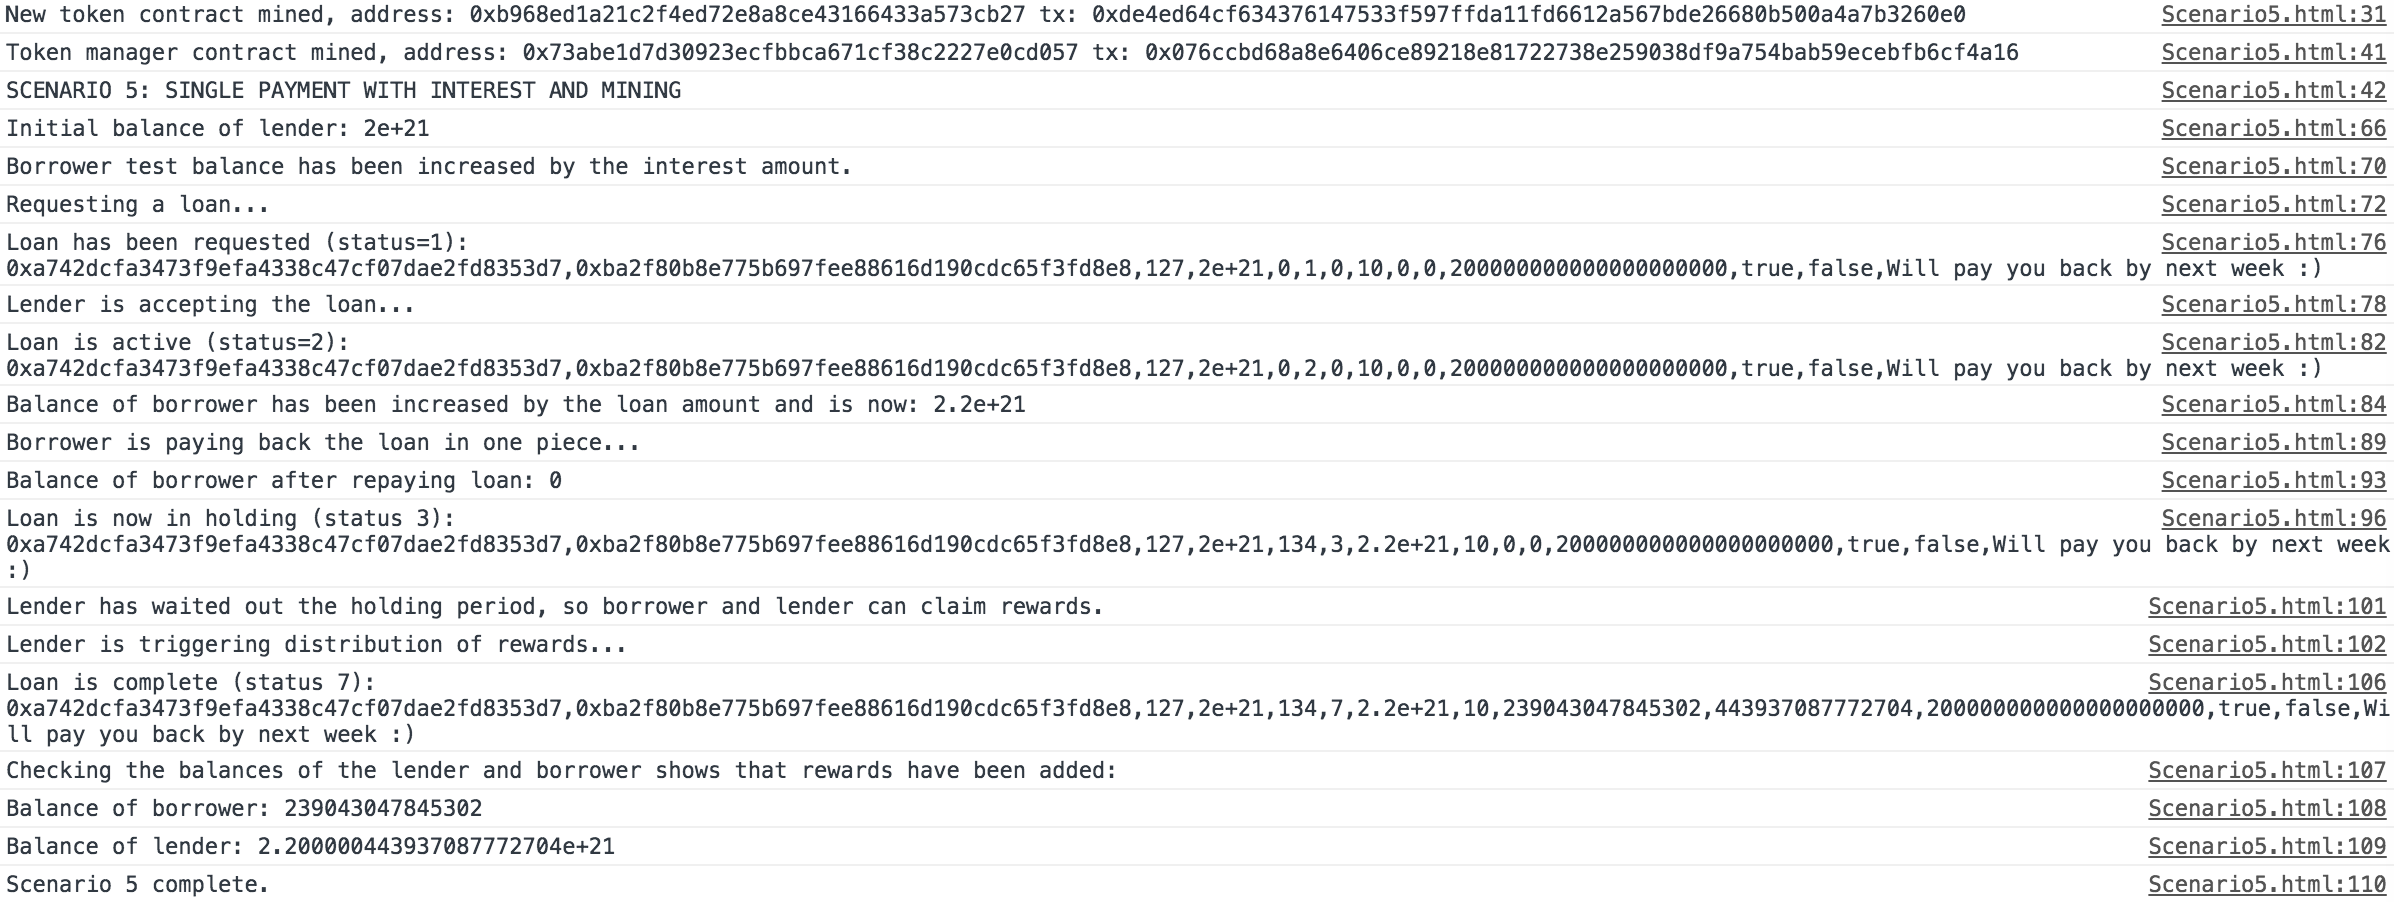 New token contract mined, address: 0xb968ed1a21c2f4ed72e8a8ce43166433a573cb27 tx: 0xde4ed64cf634376147533f597ffda11fd6612a567bde26680b500a4a7b3260e0 Scenario5.html:31
Token manager contract mined, address: 0x73abe1d7d30923ecfbbca671cf38c2227e0cd057 tx: 0x076ccbd68a8e6406ce89218e81722738e259038df9a754bab59ecebfb6cf4a16 Scenario5.html:41
SCENARIO 5: SINGLE PAYMENT WITH INTEREST AND MINING Scenario5.html:42
Initial balance of lender: 2e+21 Scenario5.html:66
Borrower test balance has been increased by the interest amount. Scenario5.html:70
Requesting a loan... Scenario5.html:72
Loan has been requested (status=1): Scenario5.html:76
0xa742dcfa3473f9efa4338c47cf07dae2fd8353d7,0xba2f80b8e775b697fee88616d190cdc65f3fd8e8,127,2e+21,0,1,0,10,0,0,200000000000000000000,true,false,Will pay you back by next week :)
Lender is accepting the loan... Scenario5.html:78
Loan is active (status=2): Scenario5.html:82
0xa742dcfa3473f9efa4338c47cf07dae2fd8353d7,0xba2f80b8e775b697fee88616d190cdc65f3fd8e8,127,2e+21,0,2,0,10,0,0,200000000000000000000,true,false,Will pay you back by next week :)
Balance of borrower has been increased by the loan amount and is now: 2.2e+21 Scenario5.html:84
Borrower is paying back the loan in one piece... Scenario5.html:89
Balance of borrower after repaying loan: 0 Scenario5.html:93
Loan is now in holding (status 3): Scenario5.html:96
0xa742dcfa3473f9efa4338c47cf07dae2fd8353d7,0xba2f80b8e775b697fee88616d190cdc65f3fd8e8,127,2e+21,134,3,2.2e+21,10,0,0,200000000000000000000,true,false,Will pay you back by next week
:)
Lender has waited out the holding period, so borrower and lender can claim rewards. Scenario5.html:101
Lender is triggering distribution of rewards... Scenario5.html:102
Loan is complete (status 7): Scenario5.html:106
0xa742dcfa3473f9efa4338c47cf07dae2fd8353d7,0xba2f80b8e775b697fee88616d190cdc65f3fd8e8,127,2e+21,134,7,2.2e+21,10,239043047845302,443937087772704,200000000000000000000,true,false,Wi
ll pay you back by next week :)
Checking the balances of the lender and borrower shows that rewards have been added: Scenario5.html:107
Balance of borrower: 239043047845302 Scenario5.html:108
Balance of lender: 2.200000443937087772704e+21 Scenario5.html:109
Scenario 5 complete. Scenario5.html:110